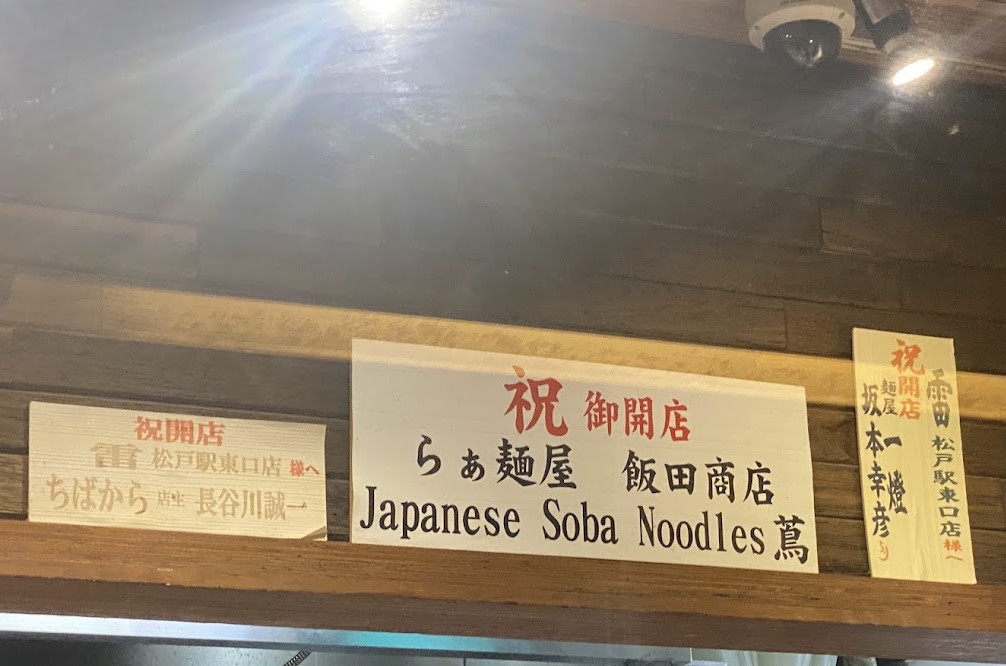 祝開店
雷 松戸駅東口店 様へ
ちばから 店主 長谷川誠一
祝 御開店
らぁ麺屋 飯田商店
Japanese Soba Noodles 蔦
雷 松戸駅東口店 様へ
祝開店
麺屋 一燈
坂本幸彦より